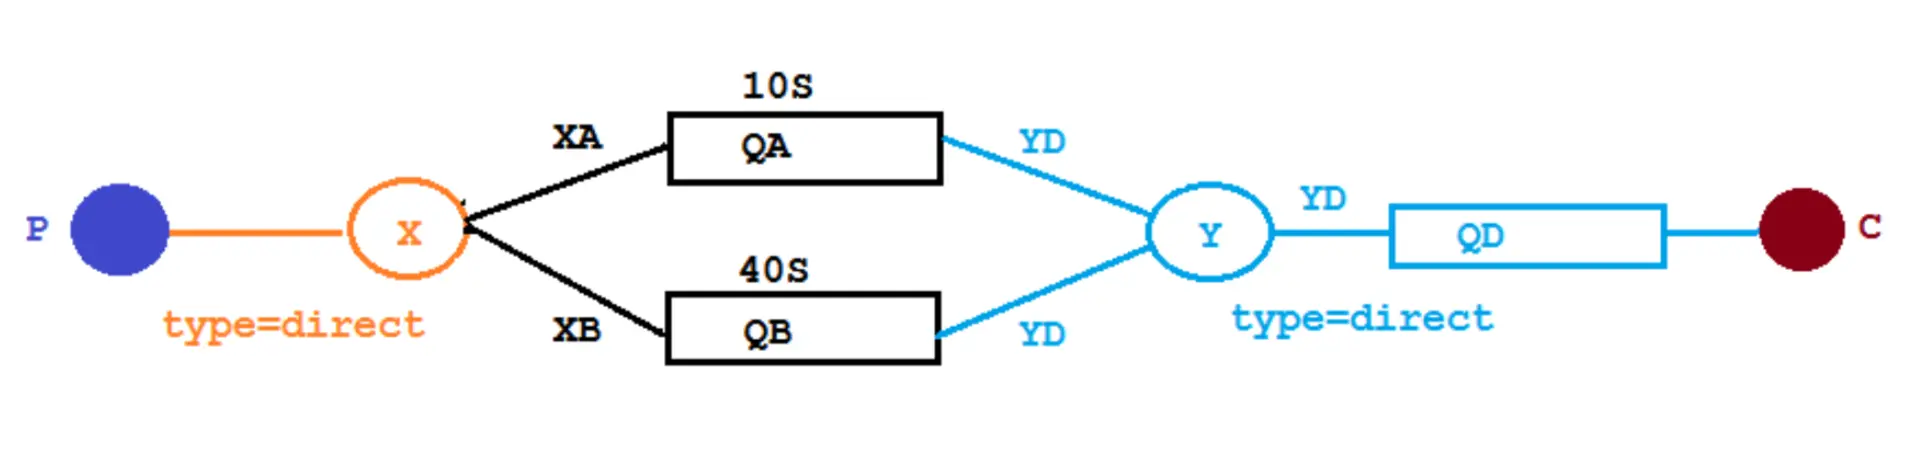 10S
XA
QA
YD
YD
P
X
Y
QD
C
40S
type=direct
type=direct
XB
QB
YD